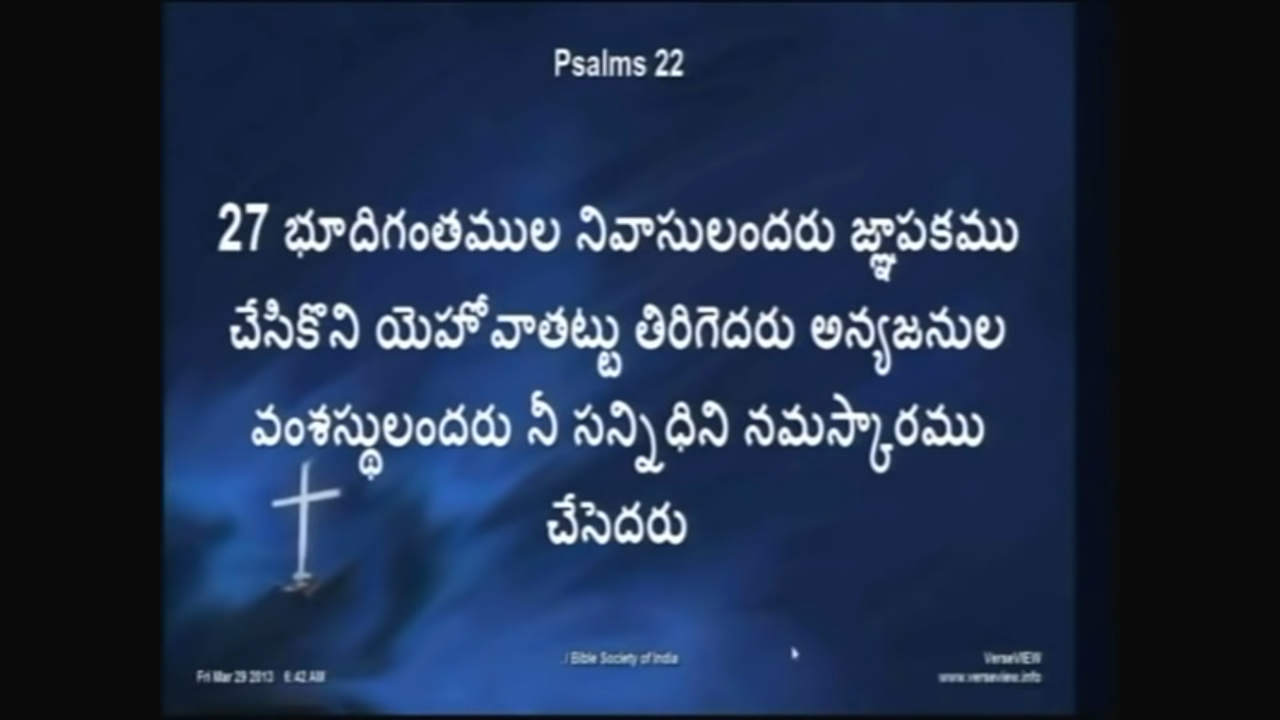 Psalms 22
27 భూదిగంతముల నివాసులందరు జ్ఞాపకము
చేసికొని యెహోవాతట్టు తిరిగెదరు అన్యజనుల
వంశస్థులందరు నీ సన్నిధిని నమస్కారము
చేసెదరు
/ Bible Society of India
VerseVIEW
Fri Mar 29 2013 6:42 AM
www.verseview.info